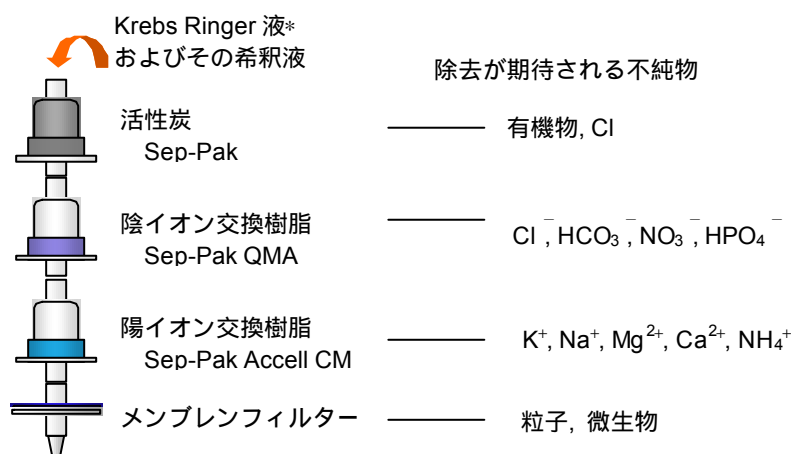 Krebs Ringer 液*
およびその希釈液
除去が期待される不純物
活性炭
Sep-Pak
有機物, Cl
陰イオン交換樹脂
Sep-Pak QMA
Cl⁻, HCO₃⁻, NO₃⁻, HPO₄⁻
陽イオン交換樹脂
Sep-Pak Accell CM
K⁺, Na⁺, Mg²⁺, Ca²⁺, NH₄⁺
メンブレンフィルター
粒子, 微生物